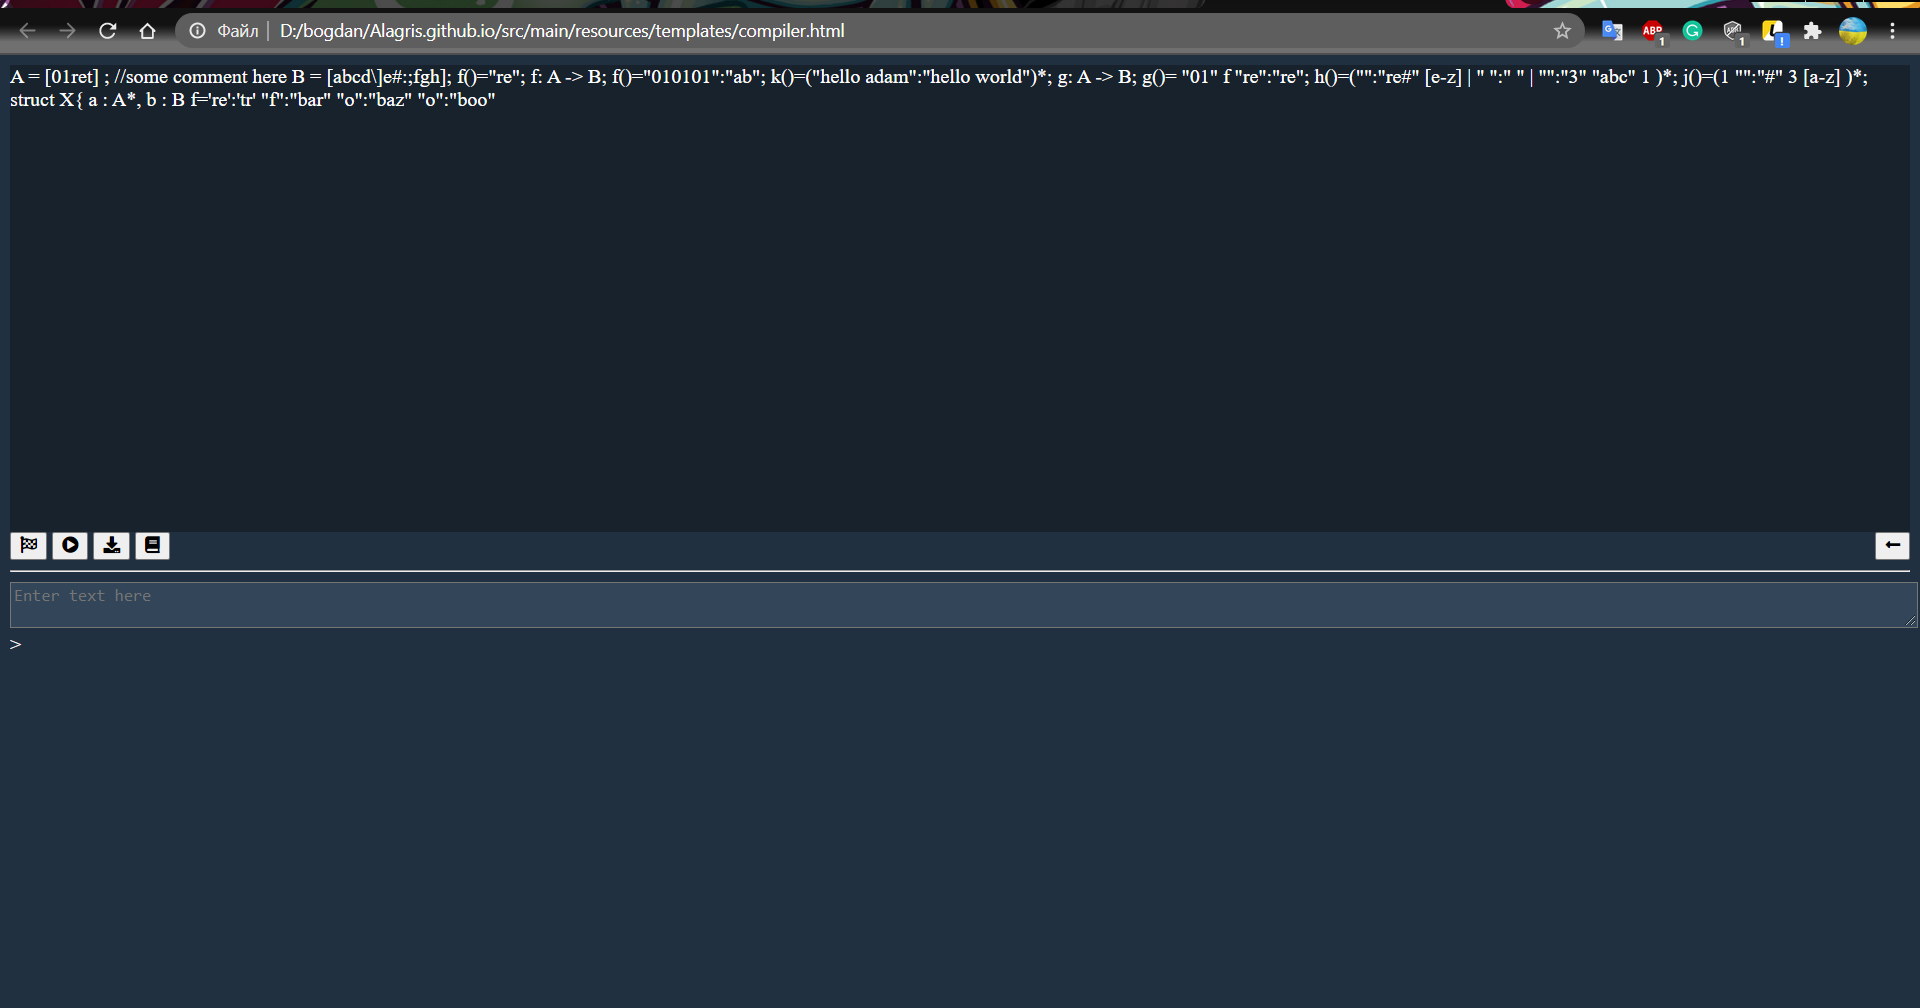 Файл D:/bogdan/Alagris.github.io/src/main/resources/templates/compiler.html ABP 1 1
A = [01ret] ; //some comment here B = [abcd\]e#:;fgh]; f()="re"; f: A -> B; f()="010101":"ab"; k()=("hello adam":"hello world")*; g: A -> B; g()= "01" f "re":"re"; h()=("":"re#" [e-z] | " ":" " | "":"3" "abc" 1 )*; j()=(1 "":"#" 3 [a-z] )*;
struct X{ a : A*, b : B f='re':'tr' "f":"bar" "o":"baz" "o":"boo"
Enter text here
>